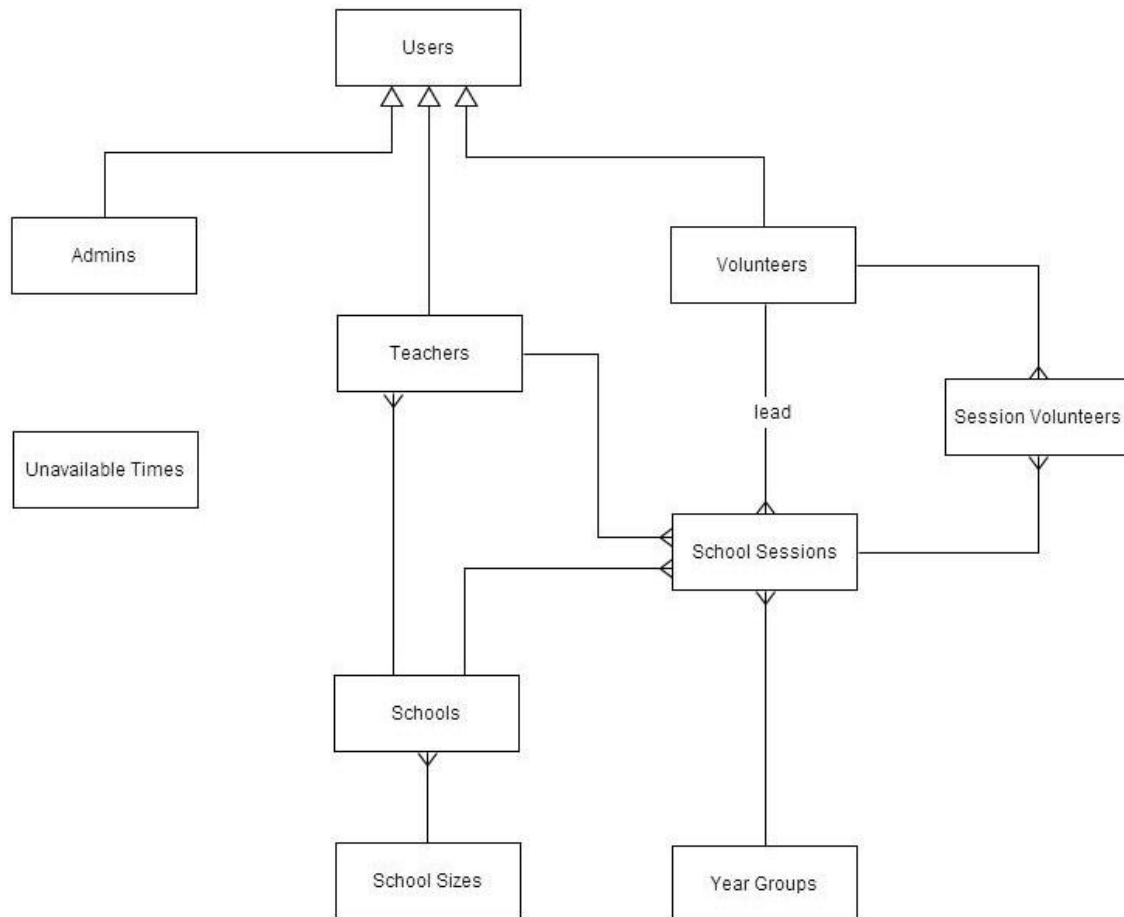 Users
Admins
Volunteers
Teachers
Session Volunteers
lead
Unavailable Times
School Sessions
Schools
School Sizes
Year Groups